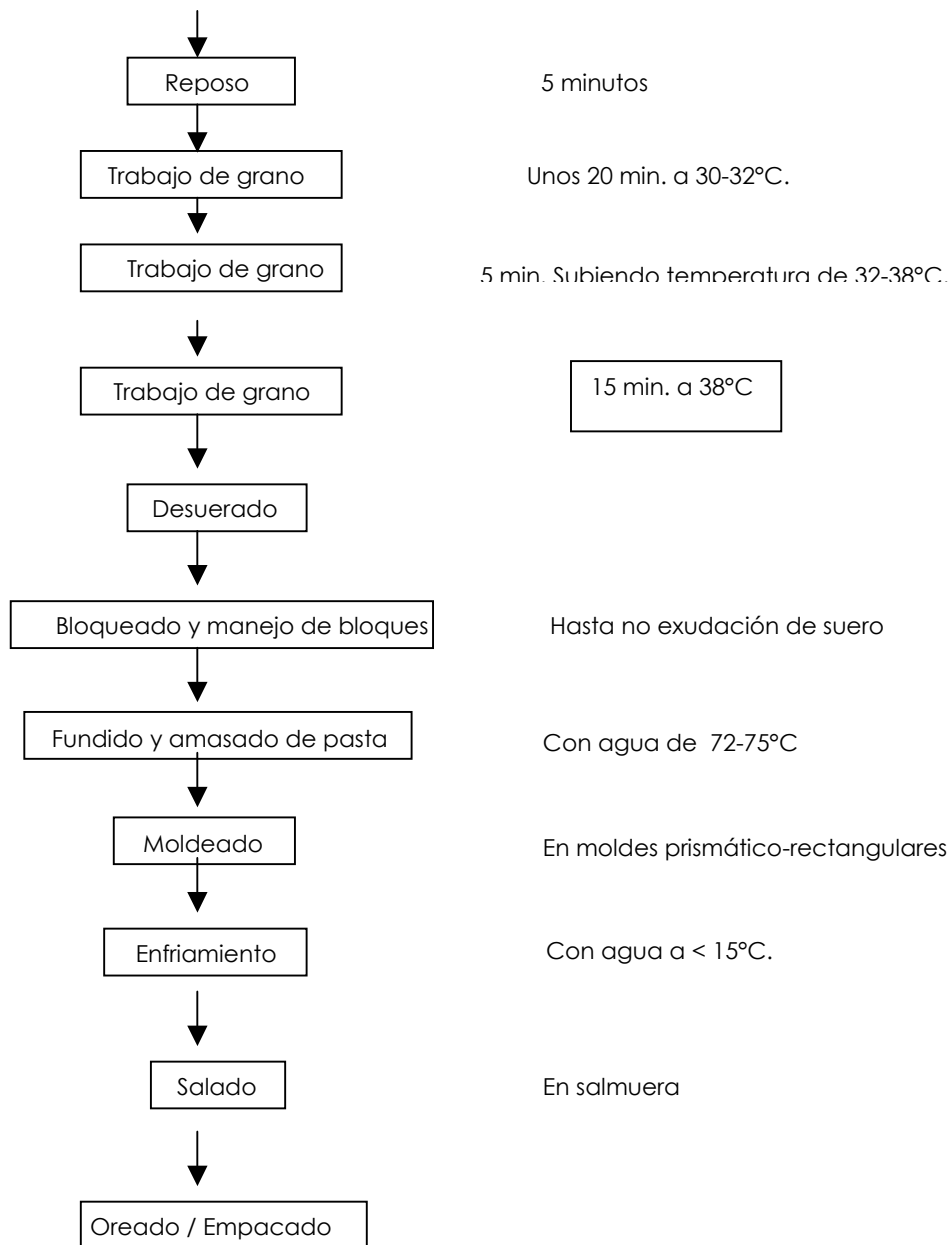 Reposo
5 minutos
Trabajo de grano
Unos 20 min. a 30-32°C.
Trabajo de grano
5 min. Subiendo temperatura de 32-38°C.
Trabajo de grano
15 min. a 38°C
Desuerado
Bloqueado y manejo de bloques
Hasta no exudación de suero
Fundido y amasado de pasta
Con agua de 72-75°C
Moldeado
En moldes prismático-rectangulares
Enfriamiento
Con agua a < 15°C.
Salado
En salmuera
Oreado / Empacado